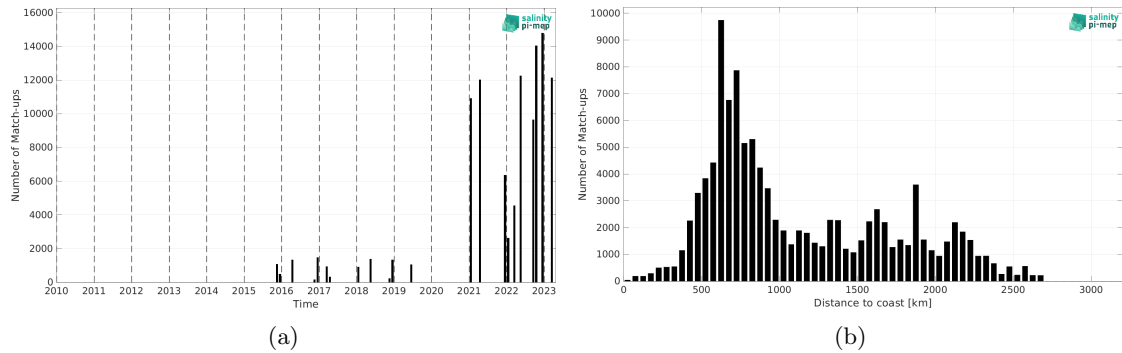 salinity
pi-mep
16000
14000
12000
10000
8000
6000
4000
2000
0
Number of Match-ups
2010 2011 2012 2013 2014 2015 2016 2017 2018 2019 2020 2021 2022 2023
Time
(a)
salinity
pi-mep
10000
9000
8000
7000
6000
5000
4000
3000
2000
1000
0
Number of Match-ups
0 500 1000 1500 2000 2500 3000
Distance to coast [km]
(b)